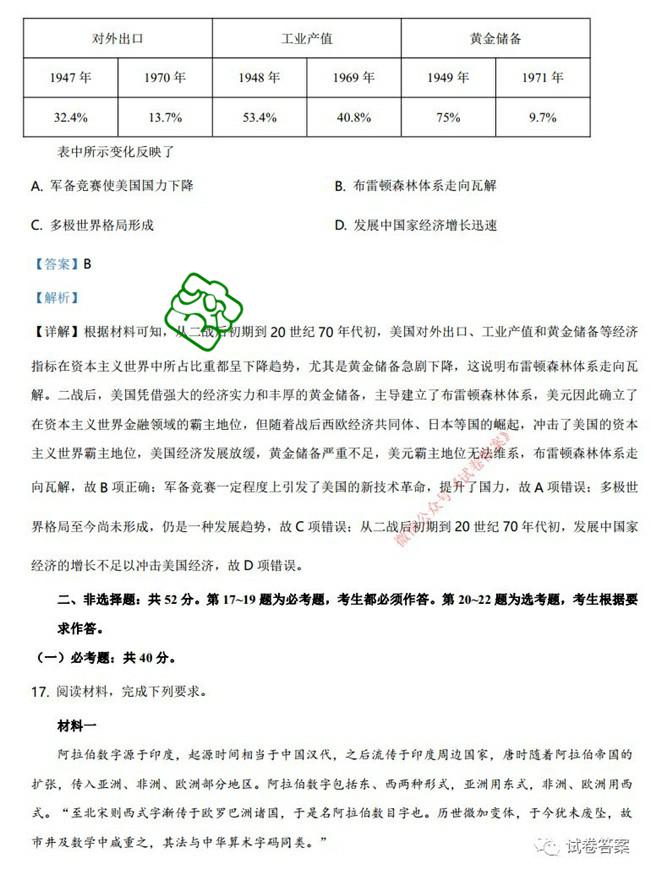 对外出口 工业产值 黄金储备
1947 年 1970 年 1948 年 1969 年 1949 年 1971 年
32.4% 13.7% 53.4% 40.8% 75% 9.7%
表中所示变化反映了
A. 军备竞赛使美国国力下降 B. 布雷顿森林体系走向瓦解
C. 多极世界格局形成 D. 发展中国家经济增长迅速
【答案】B
【解析】
【详解】根据材料可知，从二战后初期到 20 世纪 70 年代初，美国对外出口、工业产值和黄金储备等经济
指标在资本主义世界中所占比重都呈下降趋势，尤其是黄金储备急剧下降，这说明布雷顿森林体系走向瓦
解。二战后，美国凭借强大的经济实力和丰厚的黄金储备，主导建立了布雷顿森林体系，美元因此确立了
在资本主义世界金融领域的霸主地位，但随着战后西欧经济共同体、日本等国的崛起，冲击了美国的资本
主义世界霸主地位，美国经济发展放缓，黄金储备严重不足，美元霸主地位无法维系，布雷顿森林体系走
向瓦解，故 B 项正确；军备竞赛一定程度上引发了美国的新技术革命，提升了国力，故 A 项错误；多极世
界格局至今尚未形成，仍是一种发展趋势，故 C 项错误；从二战后初期到 20 世纪 70 年代初，发展中国家
经济的增长不足以冲击美国经济，故 D 项错误。
二、非选择题：共 52 分。第 17~19 题为必考题，考生都必须作答。第 20~22 题为选考题，考生根据要
求作答。
（一）必考题：共 40 分。
17. 阅读材料，完成下列要求。
材料一
阿拉伯数字源于印度，起源时间相当于中国汉代，之后流传于印度周边国家，唐时随着阿拉伯帝国的
扩张，传入亚洲、非洲、欧洲部分地区。阿拉伯数字包括东、西两种形式，亚洲用东式，非洲、欧洲用西
式。“至北宋则西式字渐传于欧罗巴洲诸国，于是名阿拉伯数目字也。历世微加变体，于今犹未废坠，故
市井及数学中咸重之，其法与中华算术字码同类。”
微信公众号《试卷答案》
试卷答案